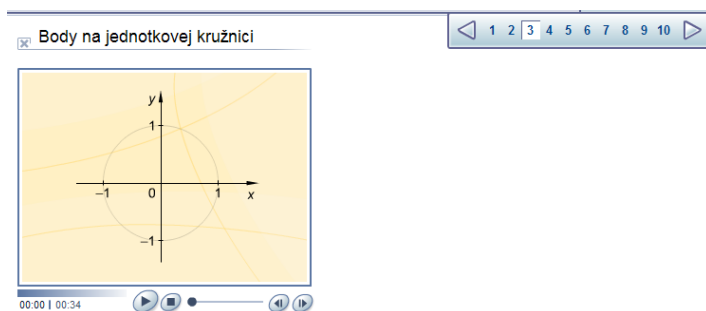 Body na jednotkovej kružnici
1 2 3 4 5 6 7 8 9 10
y
1
−1 0 1 x
−1
00:00 | 00:34